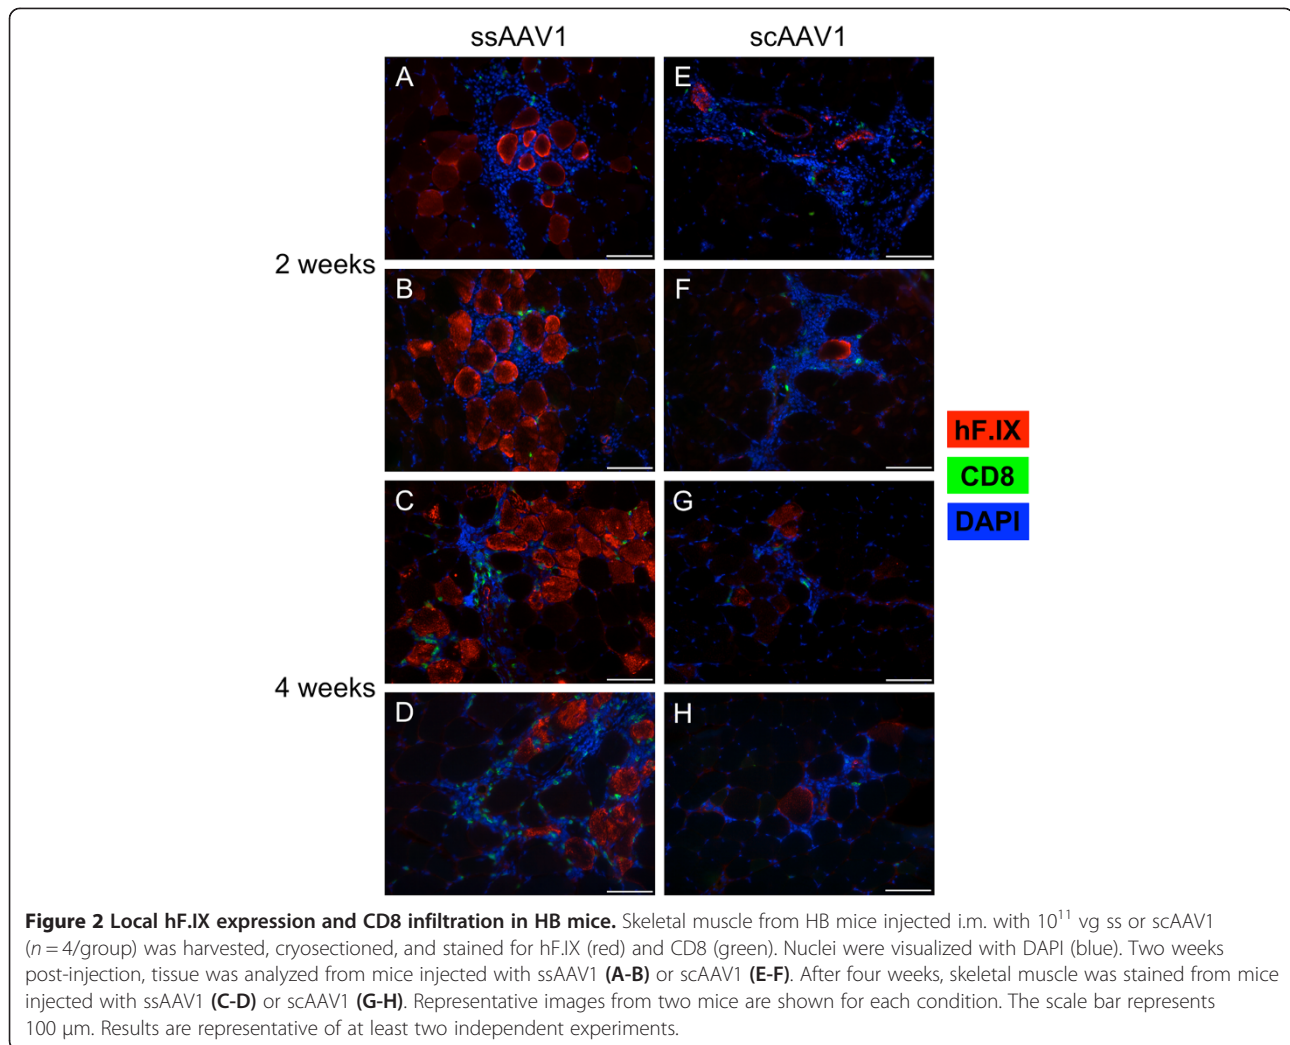 ssAAV1
scAAV1
A
E
2 weeks
B
F
hF.IX
CD8
DAPI
C
G
4 weeks
D
H
Figure 2 Local hF.IX expression and CD8 infiltration in HB mice. Skeletal muscle from HB mice injected i.m. with 10¹¹ vg ss or scAAV1
(n = 4/group) was harvested, cryosectioned, and stained for hF.IX (red) and CD8 (green). Nuclei were visualized with DAPI (blue). Two weeks
post-injection, tissue was analyzed from mice injected with ssAAV1 (A-B) or scAAV1 (E-F). After four weeks, skeletal muscle was stained from mice
injected with ssAAV1 (C-D) or scAAV1 (G-H). Representative images from two mice are shown for each condition. The scale bar represents
100 μm. Results are representative of at least two independent experiments.